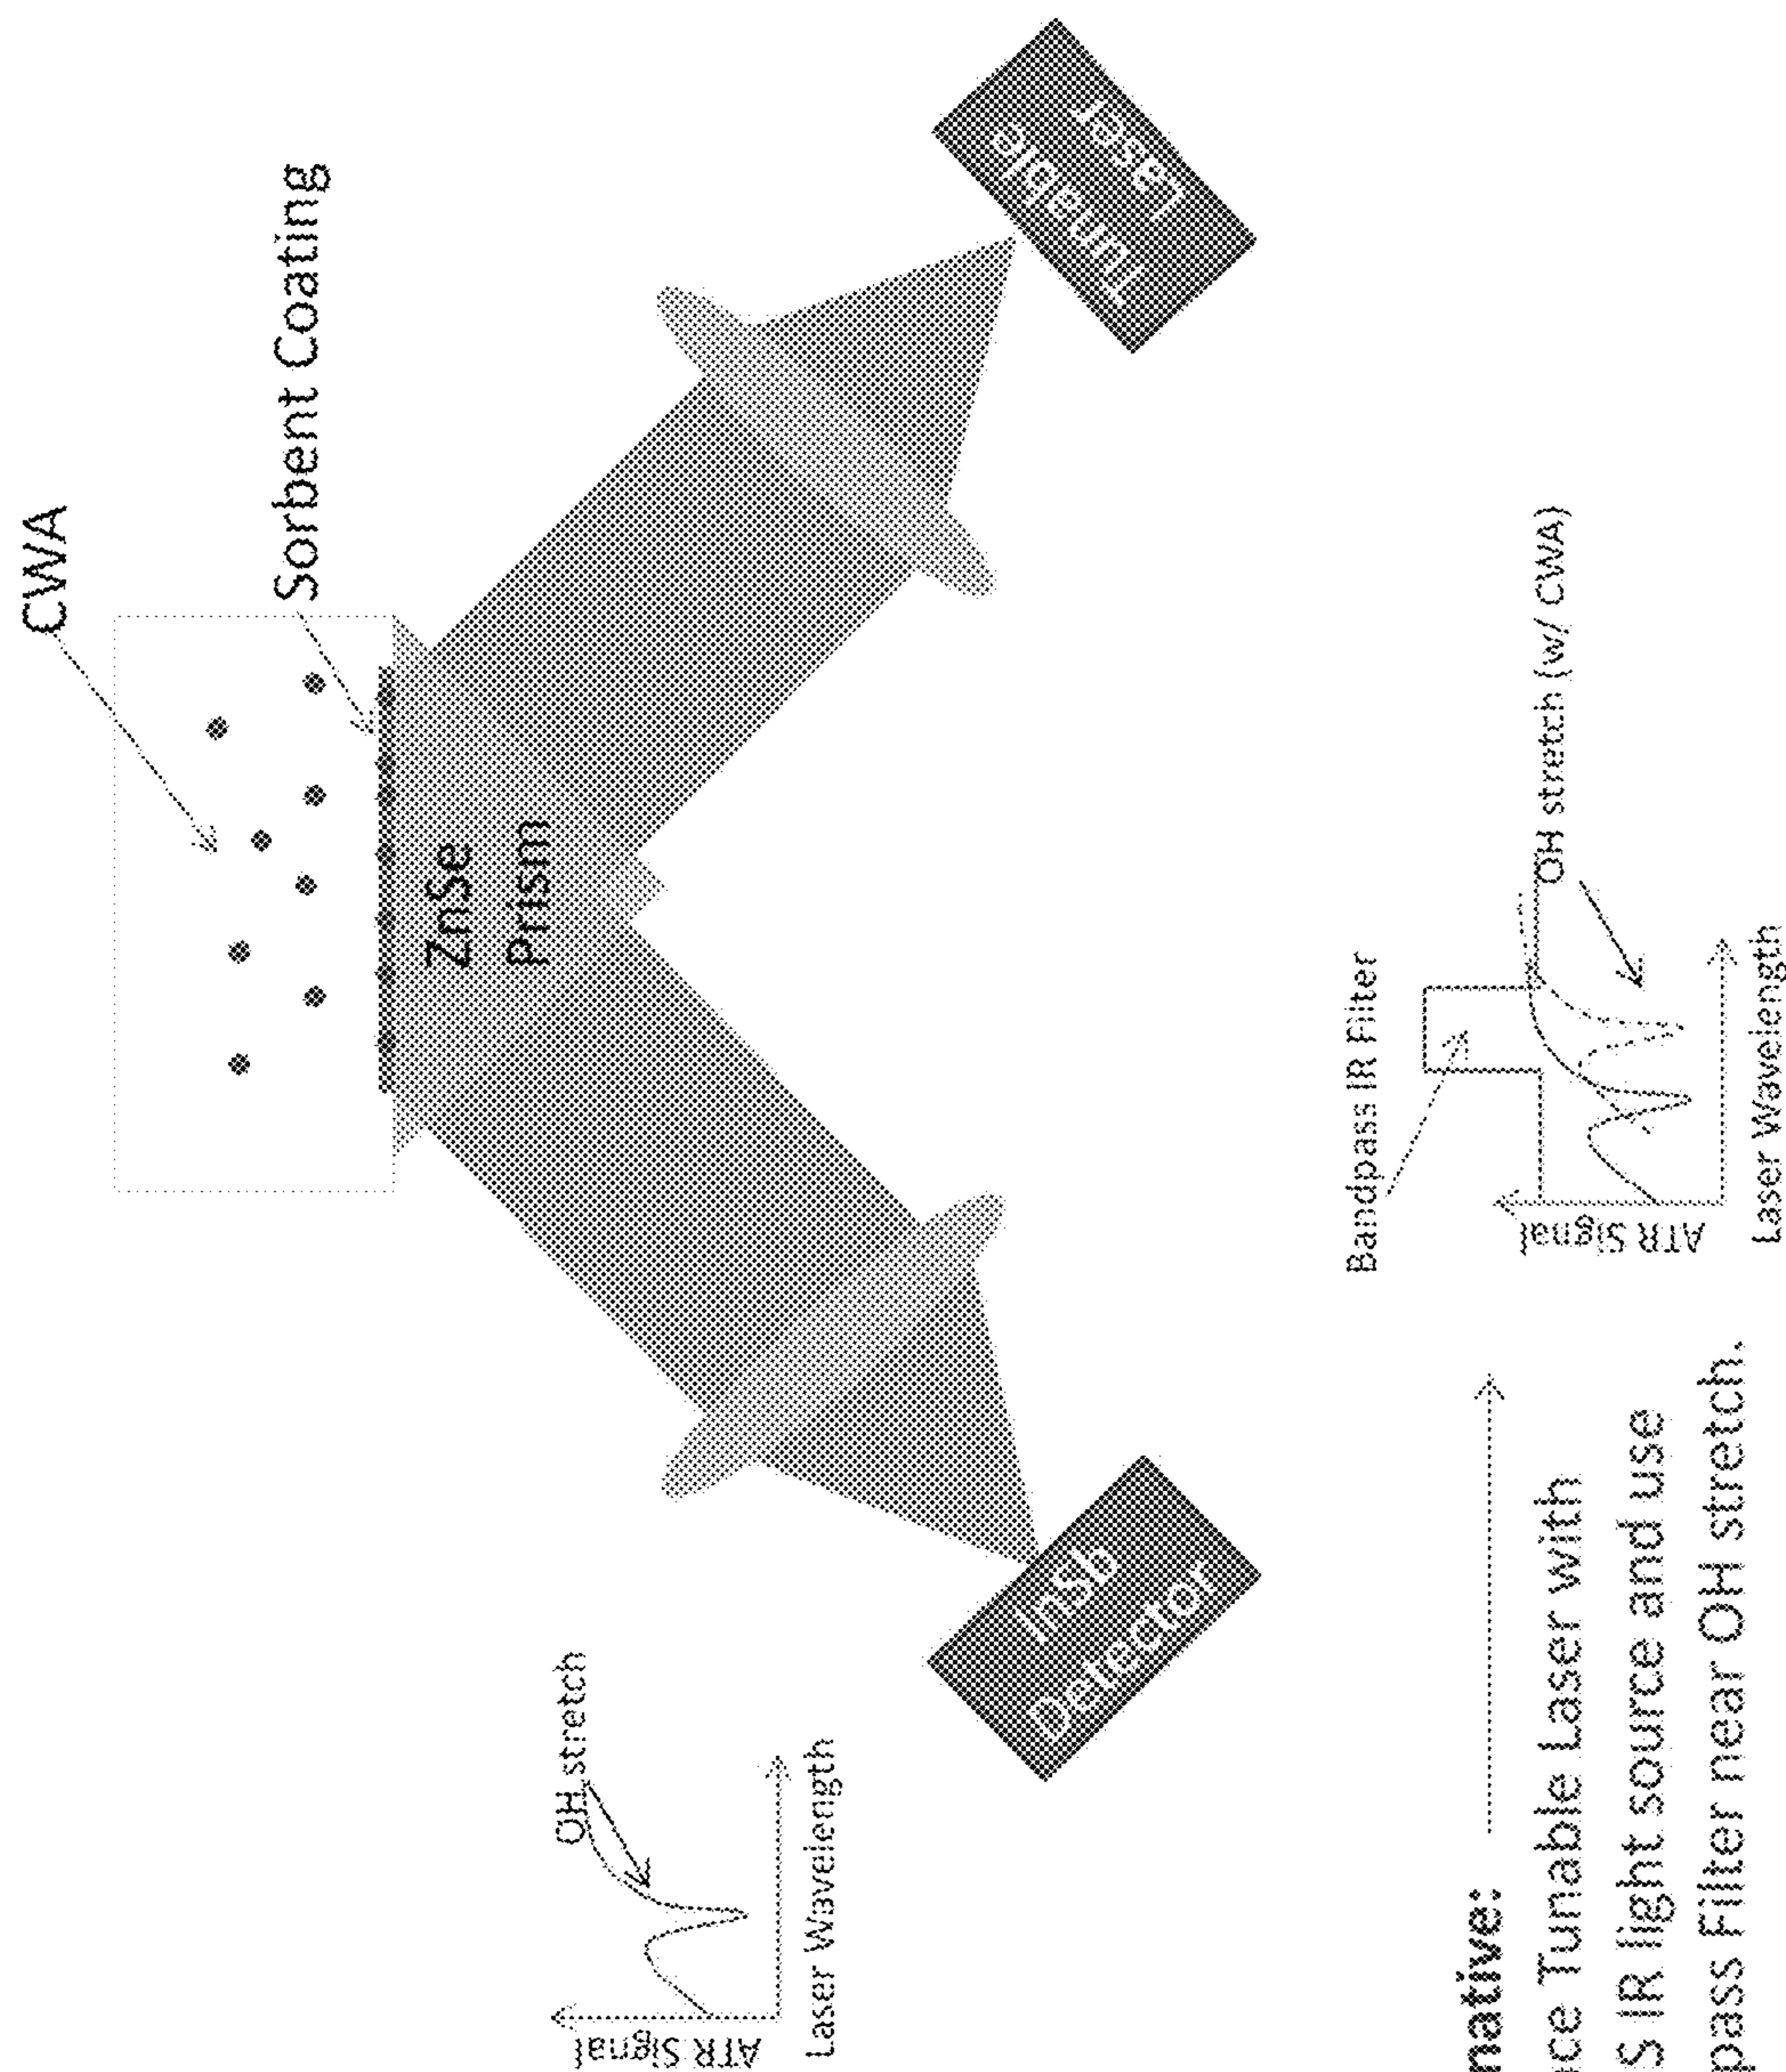 CWA
Sorbent Coating
ZnSe
Prism
Tunable
Laser
InSb
Detector
OH stretch
ATR Signal
Laser Wavelength
Bandpass IR Filter
OH stretch (w/ CWA)
ATR Signal
Laser Wavelength
native:
ce Tunable Laser with
S IR light source and use
pass Filter near OH stretch.